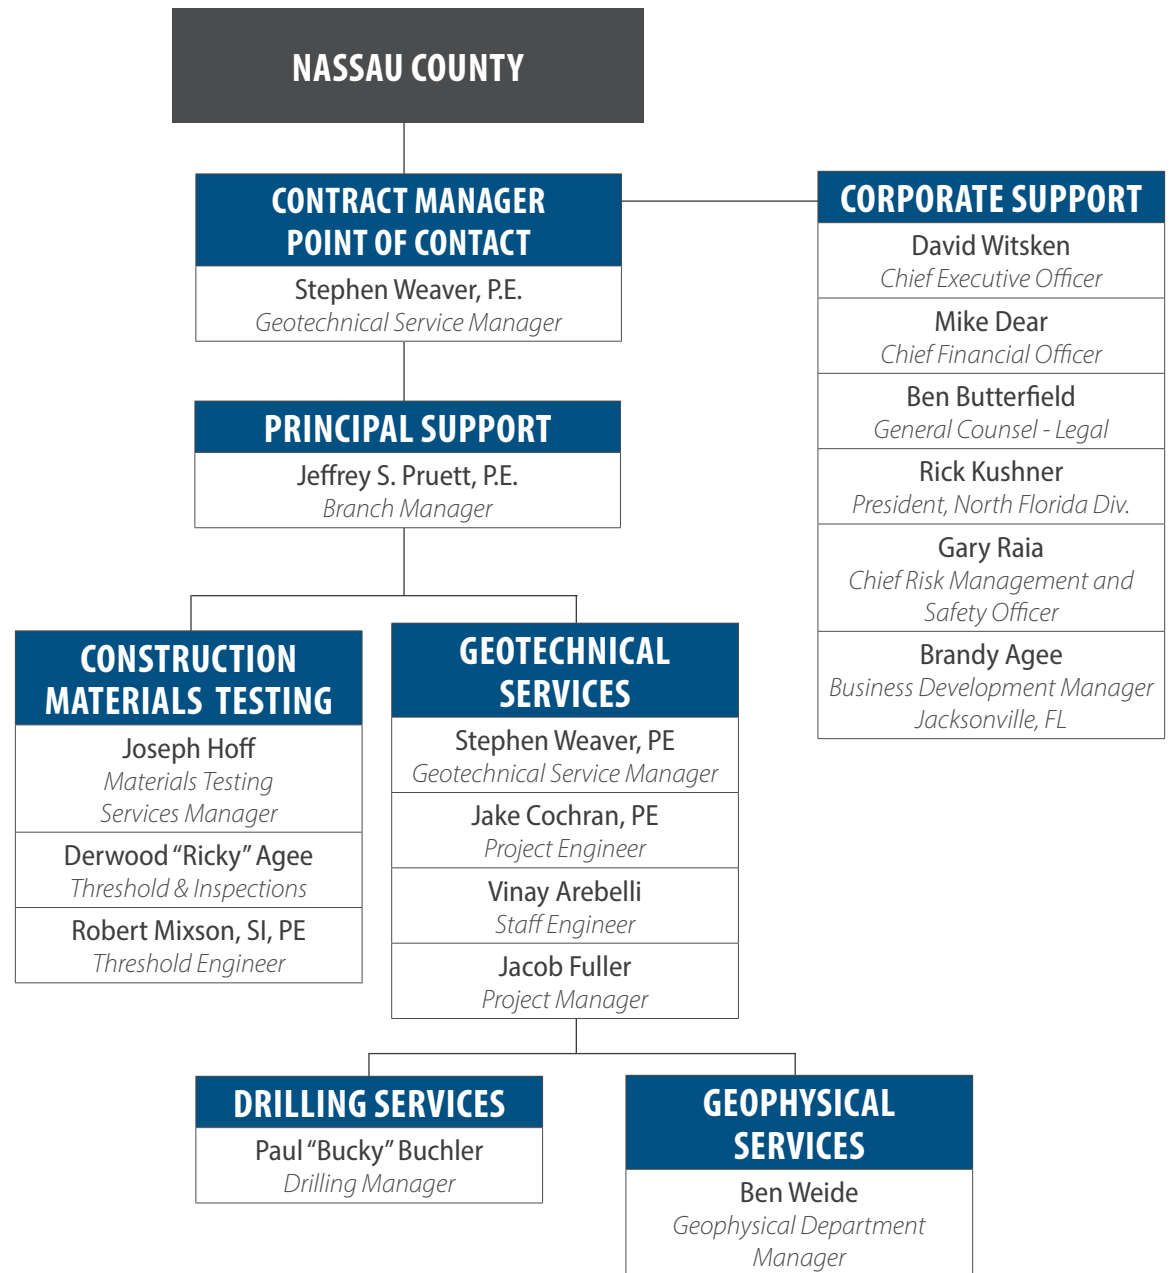 NASSAU COUNTY
CONTRACT MANAGER
POINT OF CONTACT
Stephen Weaver, P.E.
Geotechnical Service Manager
CORPORATE SUPPORT
David Witsken
Chief Executive Officer
Mike Dear
Chief Financial Officer
Ben Butterfield
General Counsel - Legal
Rick Kushner
President, North Florida Div.
Gary Raia
Chief Risk Management and
Safety Officer
Brandy Agee
Business Development Manager
Jacksonville, FL
PRINCIPAL SUPPORT
Jeffrey S. Pruett, P.E.
Branch Manager
CONSTRUCTION
MATERIALS TESTING
Joseph Hoff
Materials Testing
Services Manager
Derwood “Ricky” Agee
Threshold & Inspections
Robert Mixson, SI, PE
Threshold Engineer
GEOTECHNICAL
SERVICES
Stephen Weaver, PE
Geotechnical Service Manager
Jake Cochran, PE
Project Engineer
Vinay Arebelli
Staff Engineer
Jacob Fuller
Project Manager
DRILLING SERVICES
Paul “Bucky” Buchler
Drilling Manager
GEOPHYSICAL
SERVICES
Ben Weide
Geophysical Department
Manager